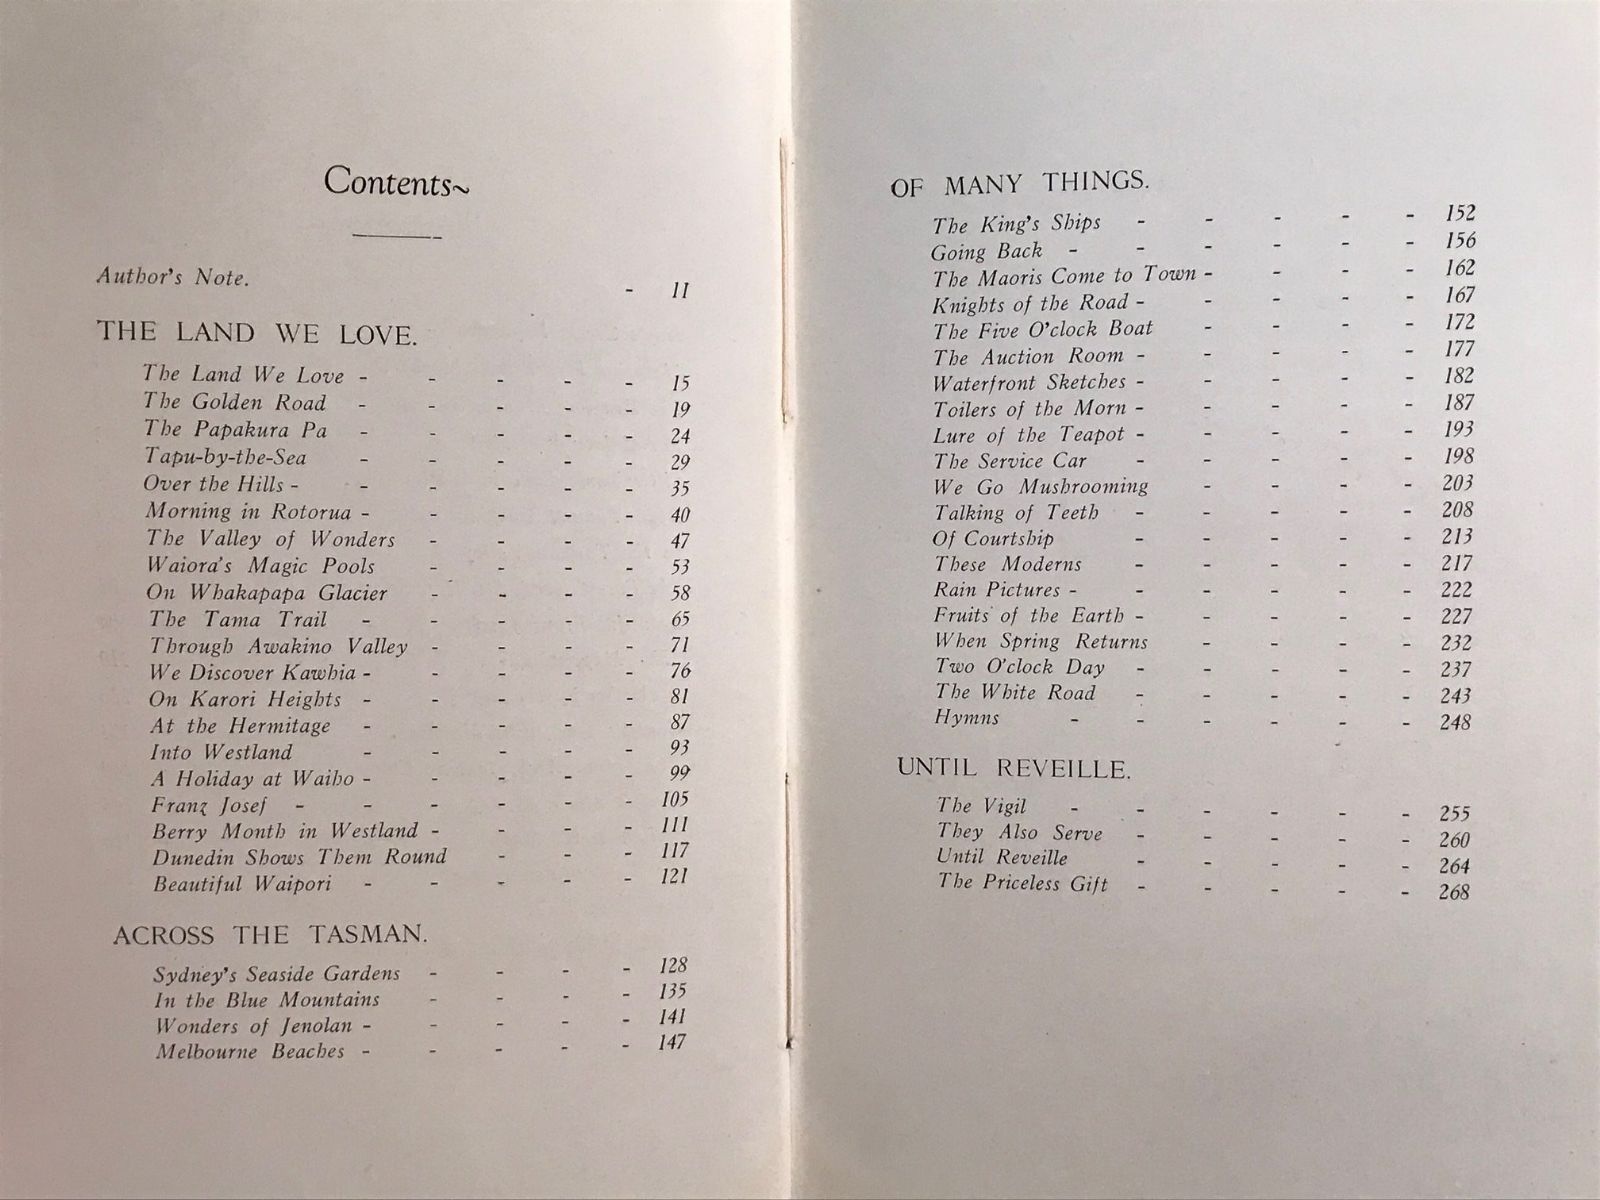 Contents~
Author's Note. - 11
THE LAND WE LOVE.
The Land We Love - - - - - 15
The Golden Road - - - - - 19
The Papakura Pa - - - - - 24
Tapu-by-the-Sea - - - - - 29
Over the Hills - - - - - - 35
Morning in Rotorua - - - - - 40
The Valley of Wonders - - - - 47
Waiora's Magic Pools - - - - 53
On Whakapapa Glacier - - - - 58
The Tama Trail - - - - - 65
Through Awakino Valley - - - - 71
We Discover Kawhia - - - - - 76
On Karori Heights - - - - - 81
At the Hermitage - - - - - 87
Into Westland - - - - - 93
A Holiday at Waiho - - - - - 99
Franz Josef - - - - - - 105
Berry Month in Westland - - - - 111
Dunedin Shows Them Round - - - 117
Beautiful Waipori - - - - - 121
ACROSS THE TASMAN.
Sydney's Seaside Gardens - - - - 128
In the Blue Mountains - - - - 135
Wonders of Jenolan - - - - - 141
Melbourne Beaches - - - - - 147
OF MANY THINGS.
The King's Ships - - - - - 152
Going Back - - - - - - 156
The Maoris Come to Town - - - - 162
Knights of the Road - - - - - 167
The Five O'clock Boat - - - - 172
The Auction Room - - - - - 177
Waterfront Sketches - - - - - 182
Toilers of the Morn - - - - - 187
Lure of the Teapot - - - - - 193
The Service Car - - - - - 198
We Go Mushrooming - - - - 203
Talking of Teeth - - - - - 208
Of Courtship - - - - - 213
These Moderns - - - - - 217
Rain Pictures - - - - - - 222
Fruits of the Earth - - - - - 227
When Spring Returns - - - - 232
Two O'clock Day - - - - - 237
The White Road - - - - - 243
Hymns - - - - - - 248
UNTIL REVEILLE.
The Vigil - - - - - - 255
They Also Serve - - - - - 260
Until Reveille - - - - - 264
The Priceless Gift - - - - - 268